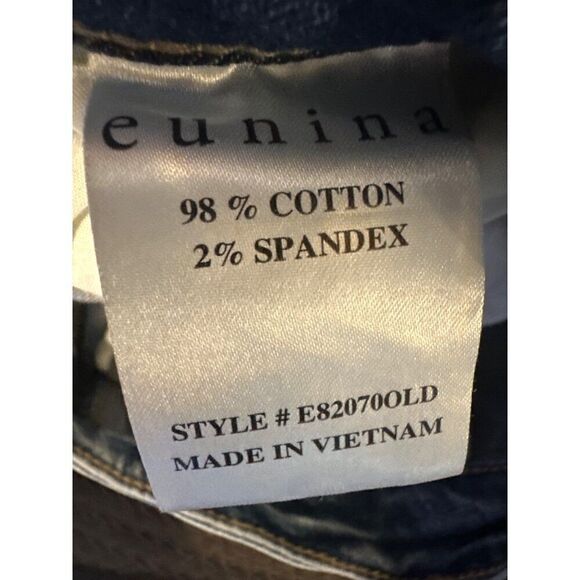 eunina
98 % COTTON
2% SPANDEX
STYLE # E82070OLD
MADE IN VIETNAM